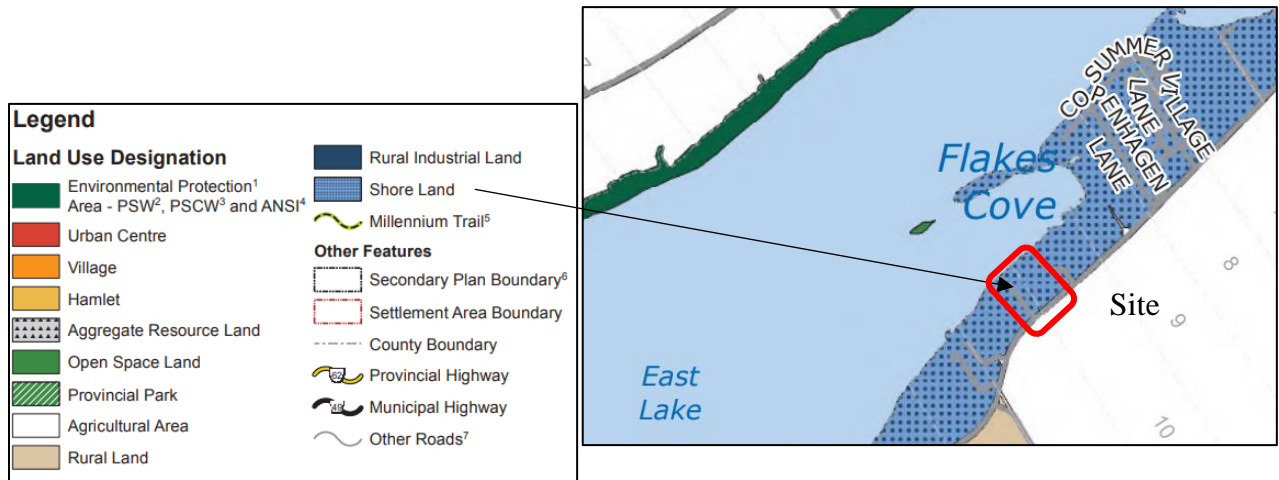 Legend
Land Use Designation
Environmental Protection¹
Area - PSW², PSCW³ and ANSI⁴
Urban Centre
Village
Hamlet
Aggregate Resource Land
Open Space Land
Provincial Park
Agricultural Area
Rural Land
Rural Industrial Land
Shore Land
Millennium Trail⁵
Other Features
Secondary Plan Boundary⁶
Settlement Area Boundary
County Boundary
62
Provincial Highway
49
Municipal Highway
Other Roads⁷
7
SUMMER VILLAGE
LANE
COPENHAGEN
LANE
Flakes
Cove
8
Site
9
East
Lake
10